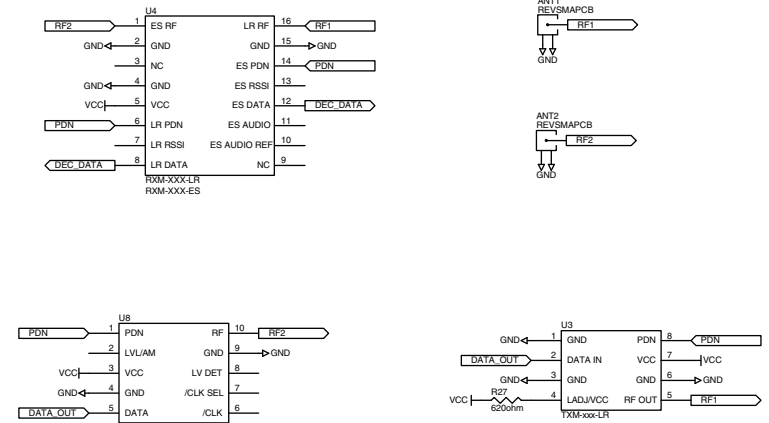 U4
RF2 1 ES RF LR RF 16 RF1
GND 2 GND GND 15 GND
3 NC ES PDN 14 PDN
GND 4 GND ES RSSI 13
VCC 5 VCC ES DATA 12 DEC_DATA
PDN 6 LR PDN ES AUDIO 11
7 LR RSSI ES AUDIO REF 10
DEC_DATA 8 LR DATA NC 9
RXM-XXX-LR
RXM-XXX-ES
ANT1
REVSMAPCB
RF1
GND
ANT2
REVSMAPCB
RF2
GND
U8
PDN 1 PDN RF 10 RF2
2 LVL/AM GND 9 GND
VCC 3 VCC LV DET 8
GND 4 GND /CLK SEL 7
DATA_OUT 5 DATA /CLK 6
U3
GND 1 GND PDN 8 PDN
DATA_OUT 2 DATA IN VCC 7 VCC
GND 3 GND GND 6 GND
VCC R27 620ohm 4 LADJ/VCC RF OUT 5 RF1
TXM-xxx-LR